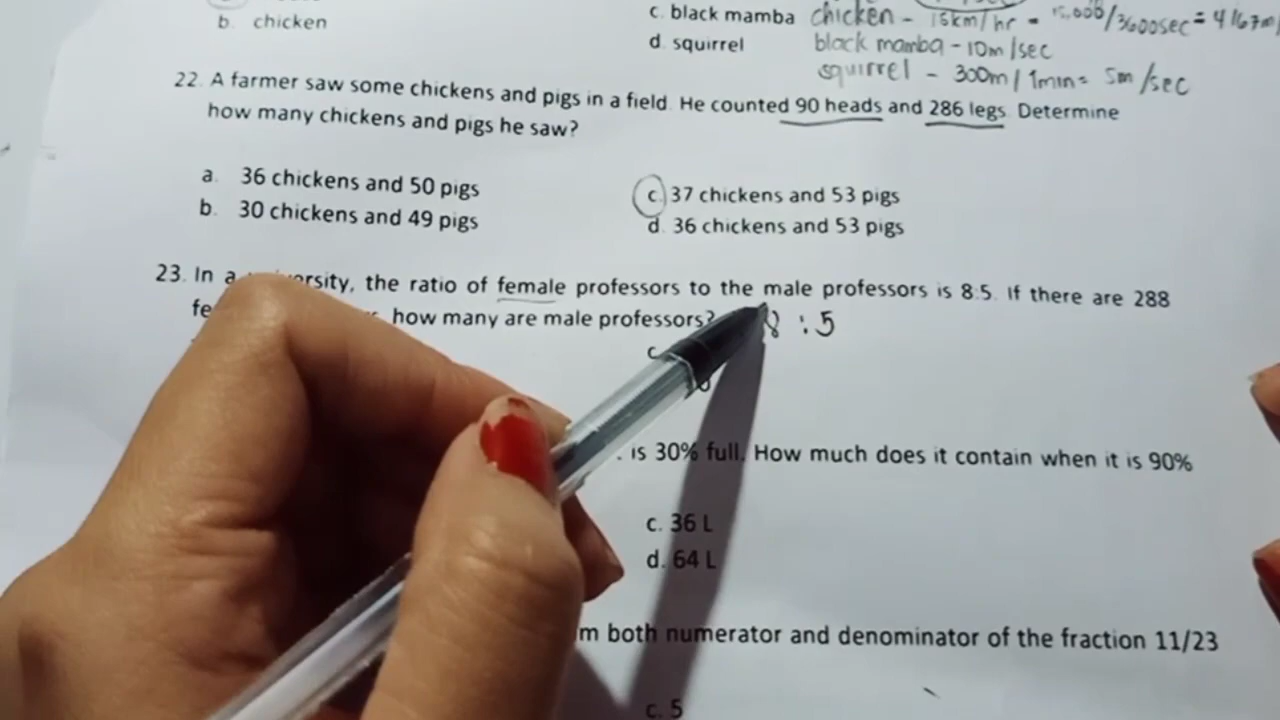 b. chicken
c. black mamba
d. squirrel
chicken - 15km/hr =
/3600sec =
black mamba - 10m/sec
squirrel - 300m/1min = 5m/sec
22. A farmer saw some chickens and pigs in a field. He counted 90 heads and 286 legs. Determine
how many chickens and pigs he saw?
a. 36 chickens and 50 pigs
b. 30 chickens and 49 pigs
c. 37 chickens and 53 pigs
d. 36 chickens and 53 pigs
23. In a the ratio of female professors to the male professors is 8:5. If there are 288
how many are male professors? 8 : 5
c
is 30% full. How much does it contain when it is 90%
c. 36 L
d. 64 L
both numerator and denominator of the fraction 11/23
c. 5